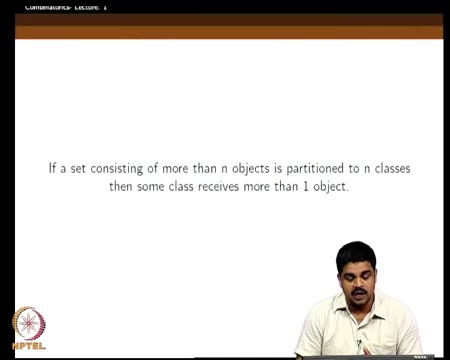 Combinatorics- Lecture: 1
If a set consisting of more than n objects is partitioned to n classes
then some class receives more than 1 object.
NPTEL